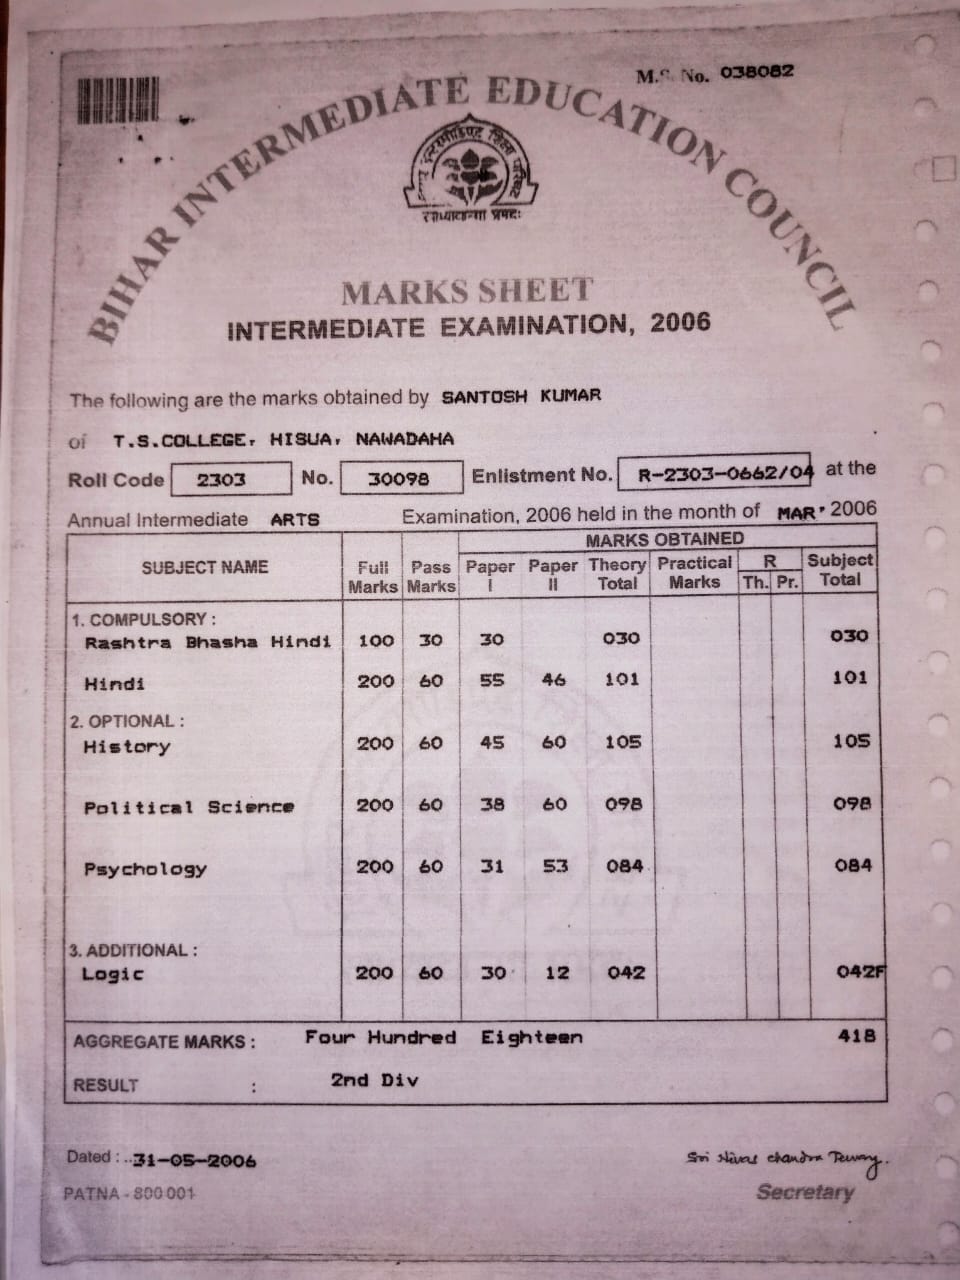 M.S. No. 038082
BIHAR INTERMEDIATE EDUCATION COUNCIL
MARKS SHEET
INTERMEDIATE EXAMINATION, 2006
The following are the marks obtained by SANTOSH KUMAR
of T.S.COLLEGE, HISUA, NAWADAHA
Roll Code 2303 No. 30098 Enlistment No. R-2303-0662/04 at the
Annual Intermediate ARTS Examination, 2006 held in the month of MAR' 2006
MARKS OBTAINED
SUBJECT NAME Full Marks Pass Marks Paper I Paper II Theory Total Practical Marks R Th. Pr. Subject Total
1. COMPULSORY :
Rashtra Bhasha Hindi 100 30 30 030 030
Hindi 200 60 55 46 101 101
2. OPTIONAL :
History 200 60 45 60 105 105
Political Science 200 60 38 60 098 098
Psychology 200 60 31 53 084 084
3. ADDITIONAL :
Logic 200 60 30 12 042 042F
AGGREGATE MARKS : Four Hundred Eighteen 418
RESULT : 2nd Div
Dated : 31-05-2006
PATNA - 800 001
Secretary